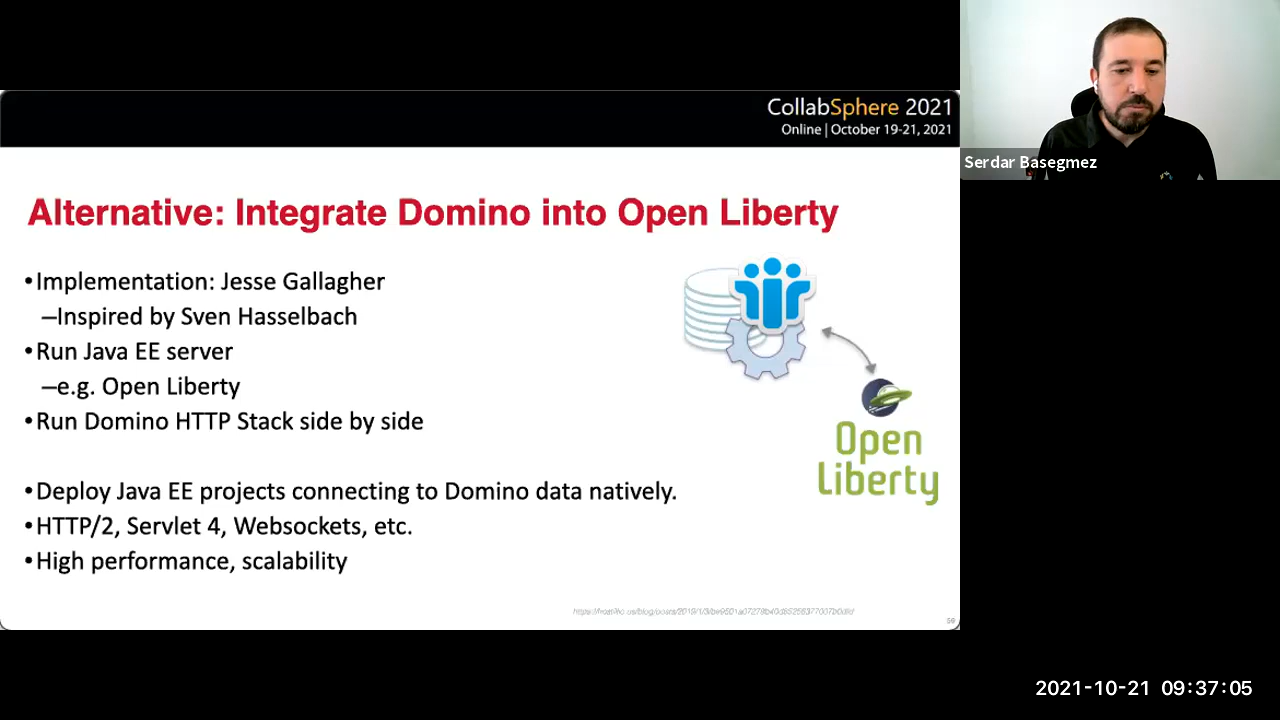 CollabSphere 2021
Online | October 19-21, 2021
Serdar Basegmez
Alternative: Integrate Domino into Open Liberty
•Implementation: Jesse Gallagher
–Inspired by Sven Hasselbach
•Run Java EE server
–e.g. Open Liberty
•Run Domino HTTP Stack side by side
•Deploy Java EE projects connecting to Domino data natively.
•HTTP/2, Servlet 4, Websockets, etc.
•High performance, scalability
Open
Liberty
2021-10-21 09:37:05